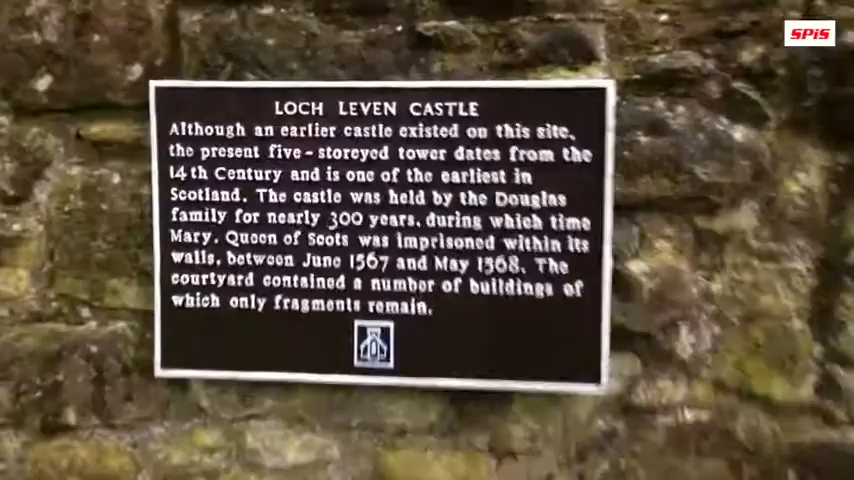 SPiS
LOCH LEVEN CASTLE
Although an earlier castle existed on this site,
the present five-storeyed tower dates from the
14th Century and is one of the earliest in
Scotland. The castle was held by the Douglas
family for nearly 300 years, during which time
Mary, Queen of Scots was imprisoned within its
walls, between June 1567 and May 1568. The
courtyard contained a number of buildings of
which only fragments remain.